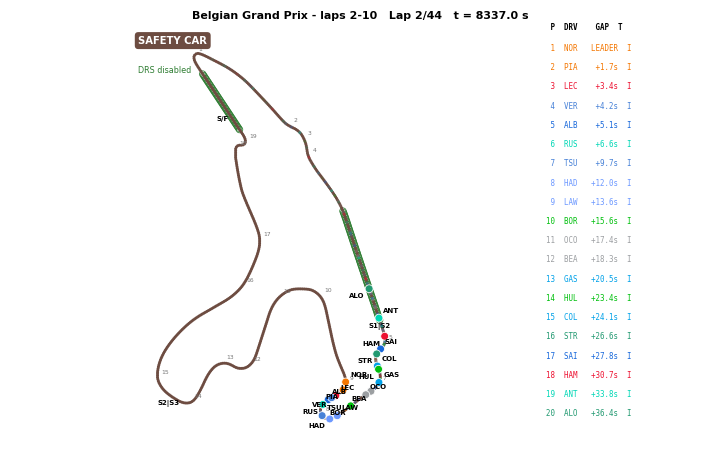 Belgian Grand Prix - laps 2-10   Lap 2/44   t = 8337.0 s
SAFETY CAR
DRS disabled
S/F
19
2
3
4
17
16
10
13
12
15
S1|S2
S2|S3
ALO
ANT
SAI
HAM
STR
COL
HUL
GAS
OCO
NOR
LEC
ALB
PIA
BEA
VER
TSU
LAW
RUS
BOR
HAD
P DRV GAP T
1 NOR LEADER I
2 PIA +1.7s I
3 LEC +3.4s I
4 VER +4.2s I
5 ALB +5.1s I
6 RUS +6.6s I
7 TSU +9.7s I
8 HAD +12.0s I
9 LAW +13.6s I
10 BOR +15.6s I
11 OCO +17.4s I
12 BEA +18.3s I
13 GAS +20.5s I
14 HUL +23.4s I
15 COL +24.1s I
16 STR +26.6s I
17 SAI +27.8s I
18 HAM +30.7s I
19 ANT +33.8s I
20 ALO +36.4s I